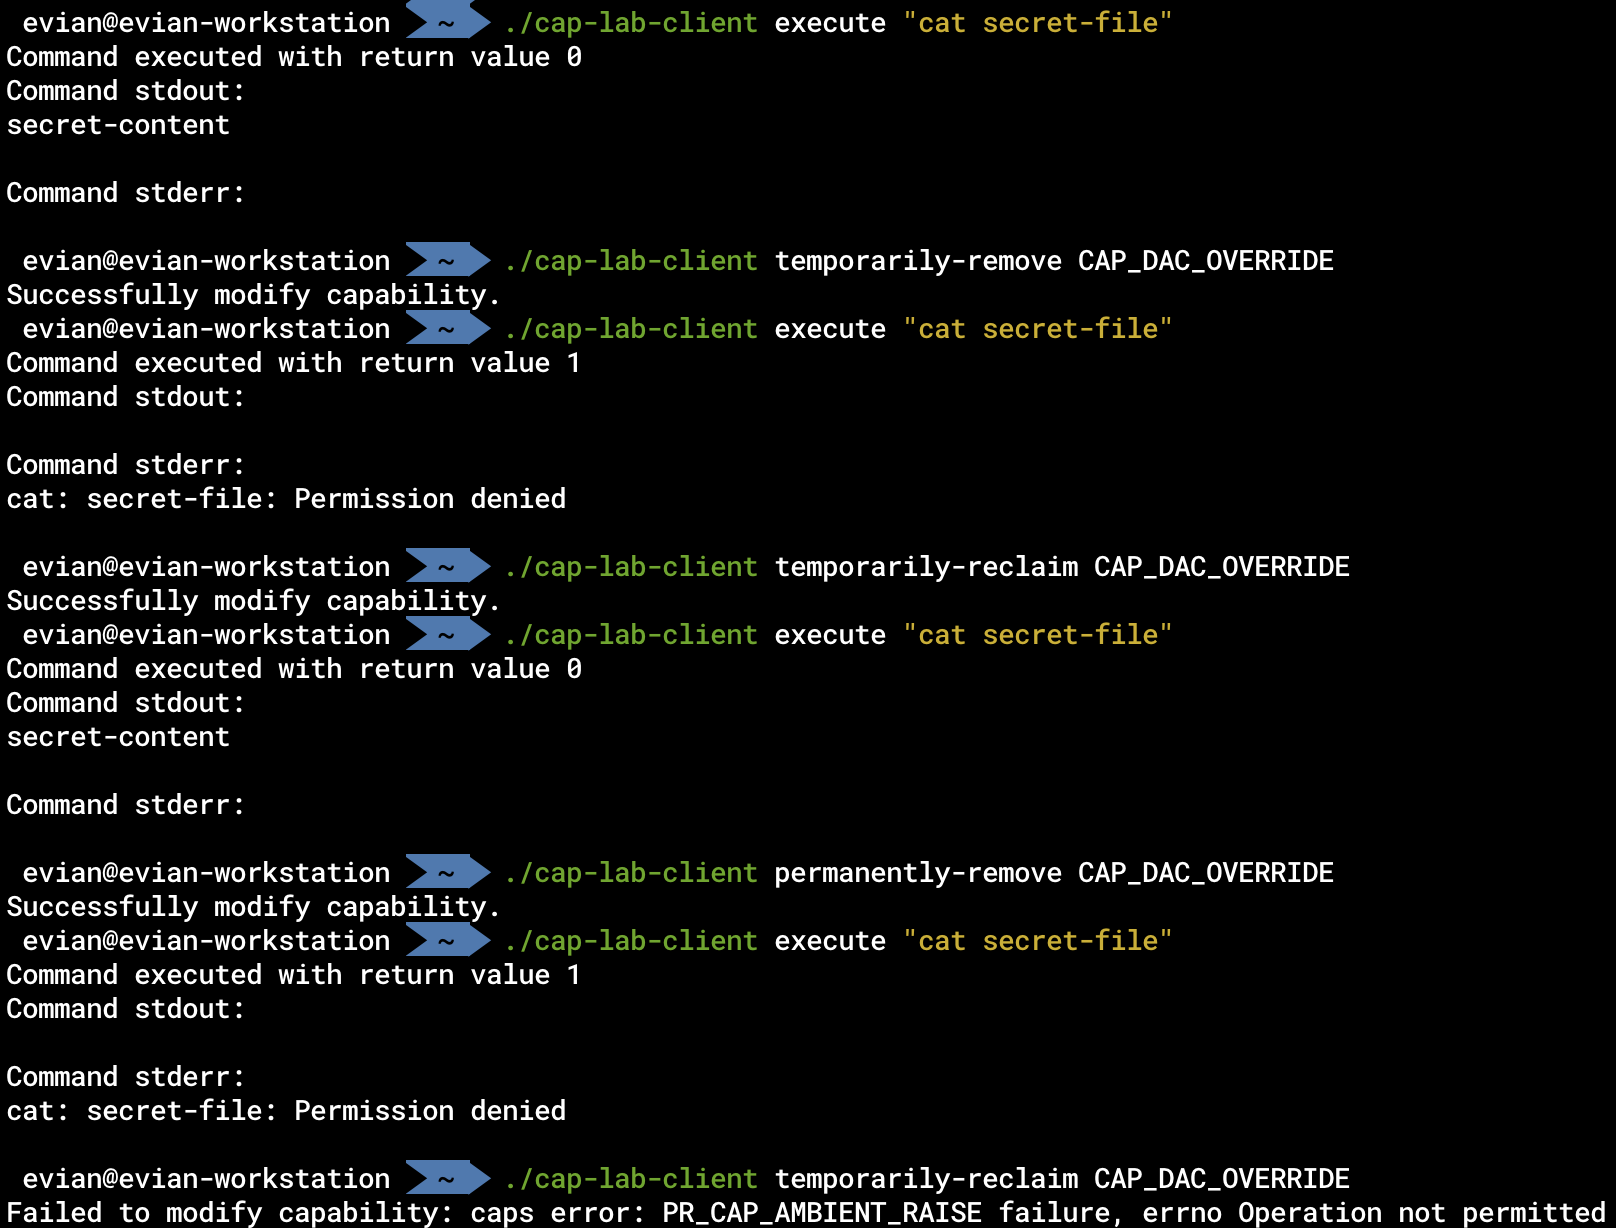 evian@evian-workstation ~ ./cap-lab-client execute "cat secret-file"
Command executed with return value 0
Command stdout:
secret-content

Command stderr:

evian@evian-workstation ~ ./cap-lab-client temporarily-remove CAP_DAC_OVERRIDE
Successfully modify capability.
evian@evian-workstation ~ ./cap-lab-client execute "cat secret-file"
Command executed with return value 1
Command stdout:

Command stderr:
cat: secret-file: Permission denied

evian@evian-workstation ~ ./cap-lab-client temporarily-reclaim CAP_DAC_OVERRIDE
Successfully modify capability.
evian@evian-workstation ~ ./cap-lab-client execute "cat secret-file"
Command executed with return value 0
Command stdout:
secret-content

Command stderr:

evian@evian-workstation ~ ./cap-lab-client permanently-remove CAP_DAC_OVERRIDE
Successfully modify capability.
evian@evian-workstation ~ ./cap-lab-client execute "cat secret-file"
Command executed with return value 1
Command stdout:

Command stderr:
cat: secret-file: Permission denied

evian@evian-workstation ~ ./cap-lab-client temporarily-reclaim CAP_DAC_OVERRIDE
Failed to modify capability: caps error: PR_CAP_AMBIENT_RAISE failure, errno Operation not permitted